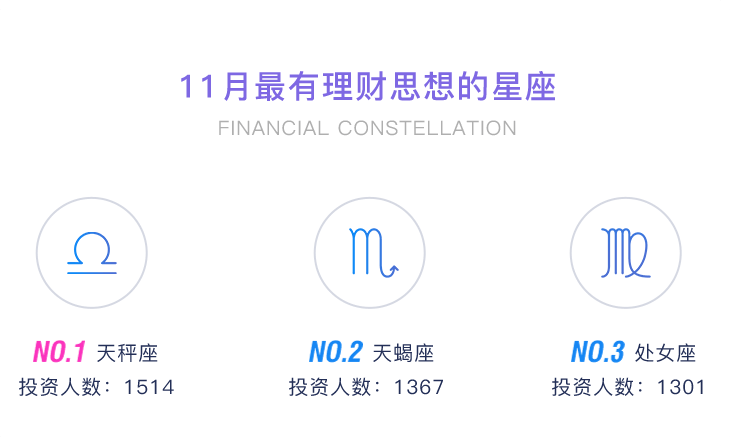 11月最有理财思想的星座
FINANCIAL CONSTELLATION
NO.1 天秤座
投资人数：1514
NO.2 天蝎座
投资人数：1367
NO.3 处女座
投资人数：1301